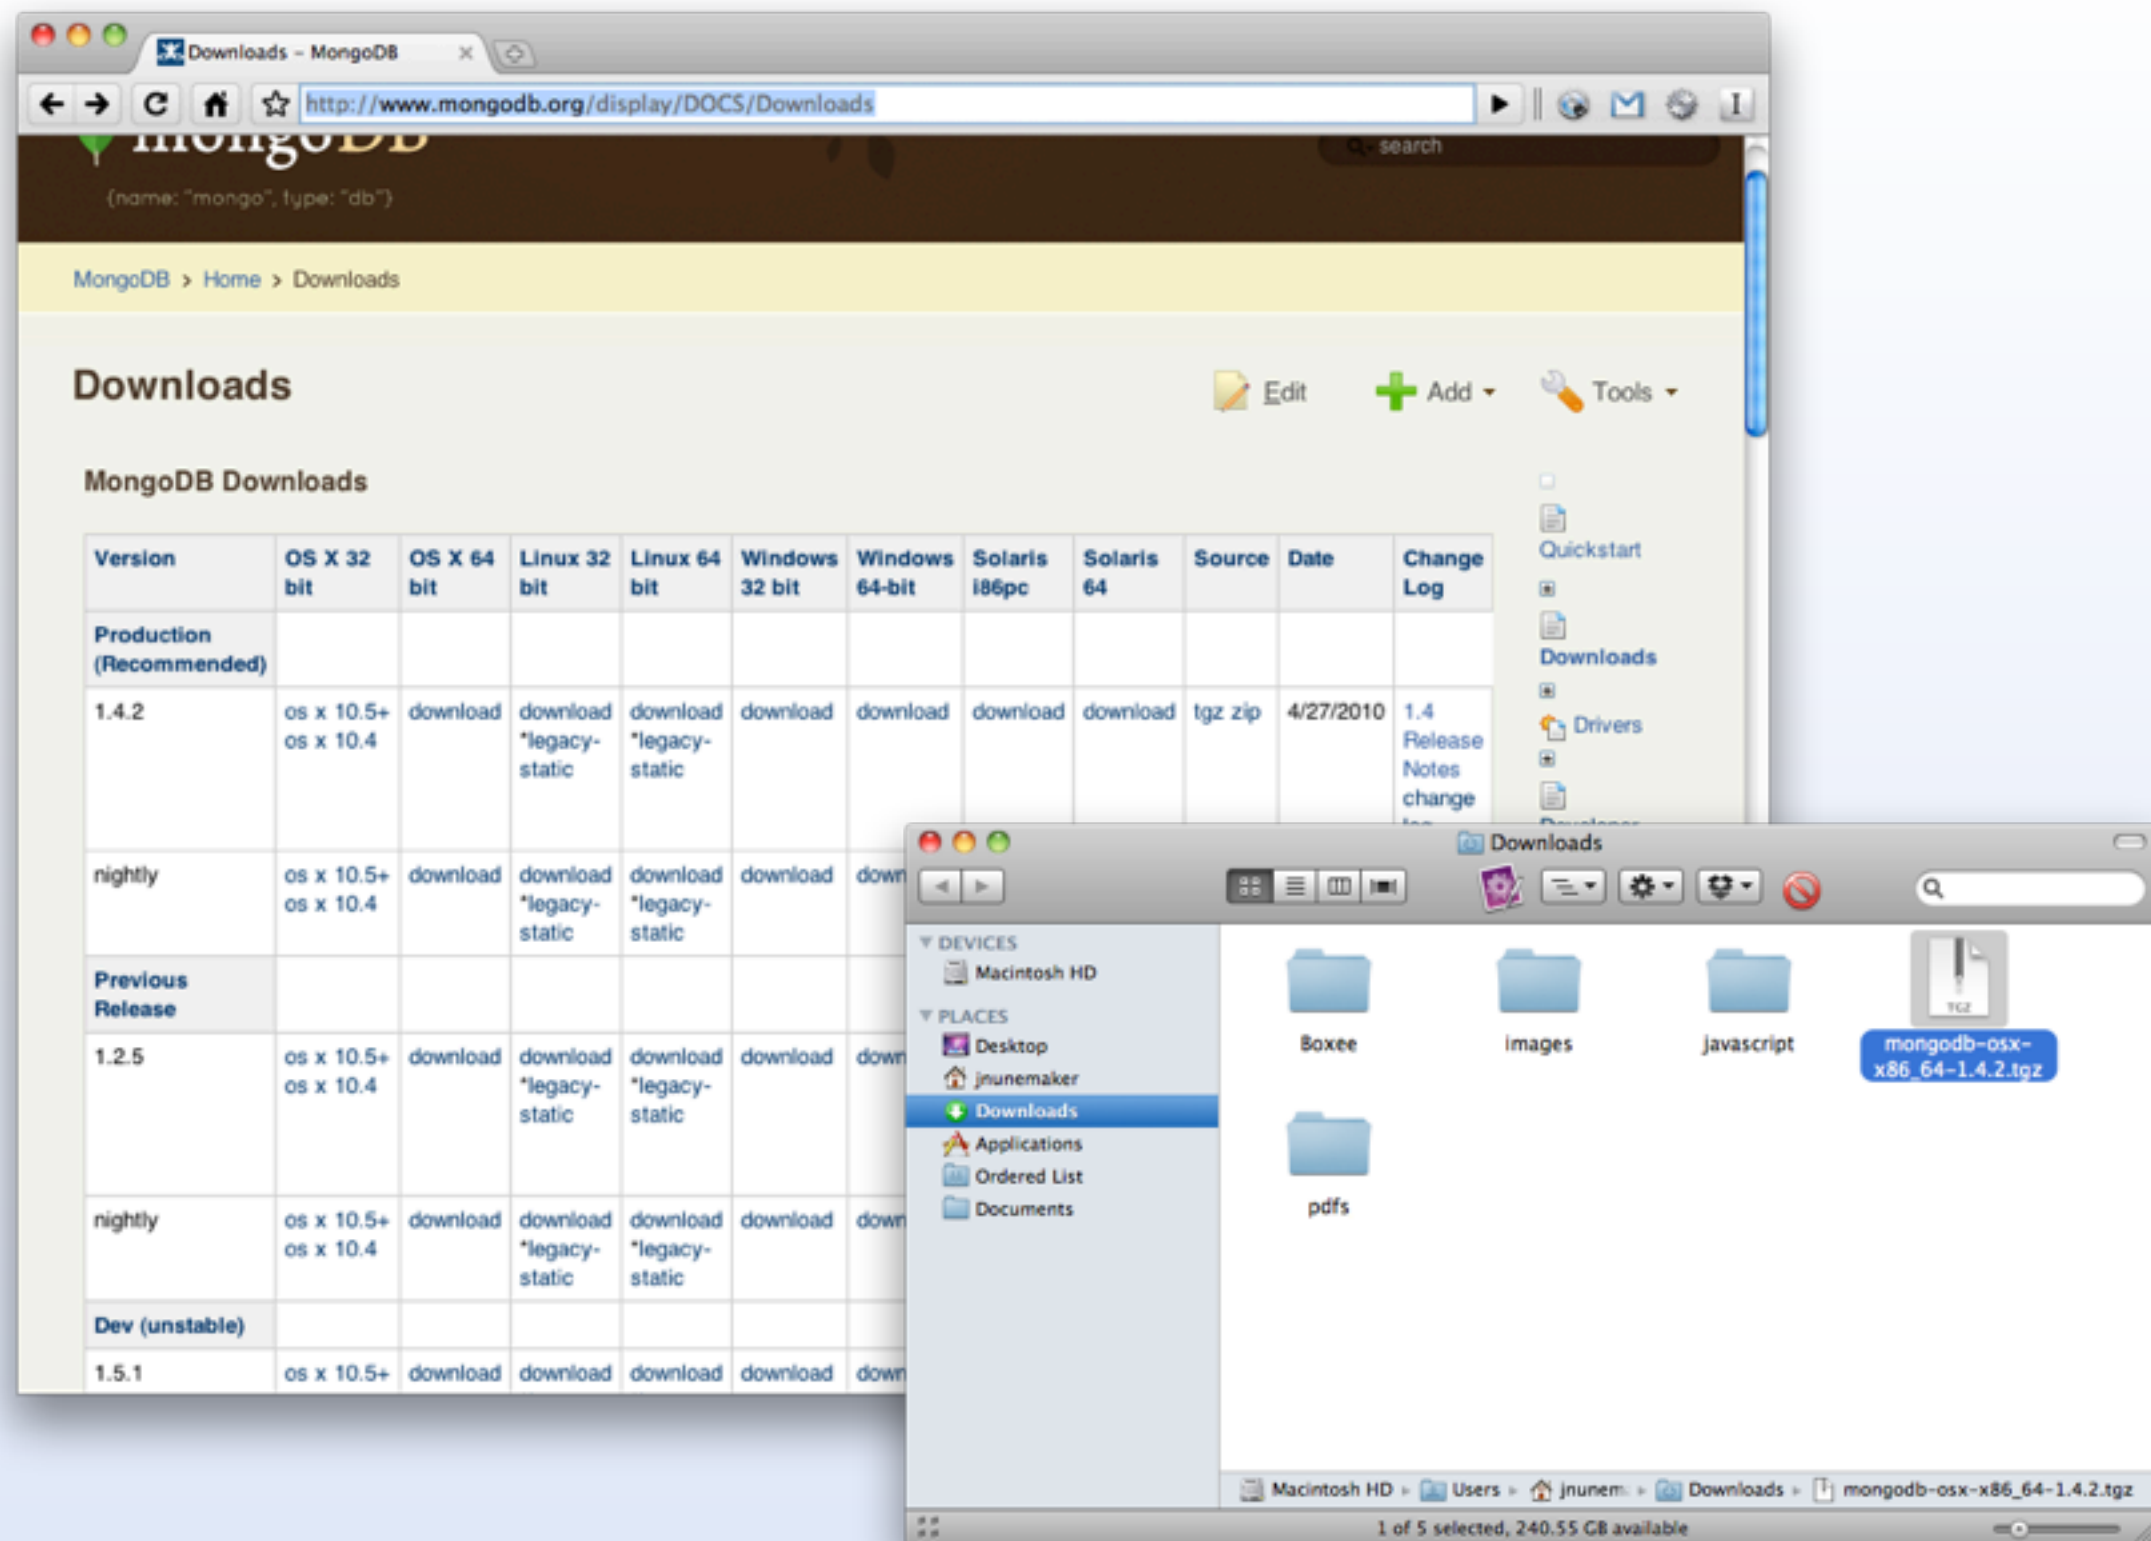 Downloads – MongoDB
http://www.mongodb.org/display/DOCS/Downloads
mongoDB
search
{name: "mongo", type: "db"}
MongoDB > Home > Downloads
Downloads
Edit
Add
Tools
MongoDB Downloads
Version OS X 32 bit OS X 64 bit Linux 32 bit Linux 64 bit Windows 32 bit Windows 64-bit Solaris i86pc Solaris 64 Source Date Change Log
Production (Recommended)
1.4.2 os x 10.5+ os x 10.4 download download *legacy-static download *legacy-static download download download download tgz zip 4/27/2010 1.4 Release Notes change
nightly os x 10.5+ os x 10.4 download download *legacy-static download *legacy-static download down
Previous Release
1.2.5 os x 10.5+ os x 10.4 download download *legacy-static download *legacy-static download down
nightly os x 10.5+ os x 10.4 download download *legacy-static download *legacy-static download down
Dev (unstable)
1.5.1 os x 10.5+ download download download download down
Quickstart
Downloads
Drivers
Downloads
DEVICES
Macintosh HD
PLACES
Desktop
jnunemaker
Downloads
Applications
Ordered List
Documents
Boxee
images
javascript
TGZ
mongodb-osx-
x86_64-1.4.2.tgz
pdfs
Macintosh HD Users jnunem Downloads mongodb-osx-x86_64-1.4.2.tgz
1 of 5 selected, 240.55 GB available